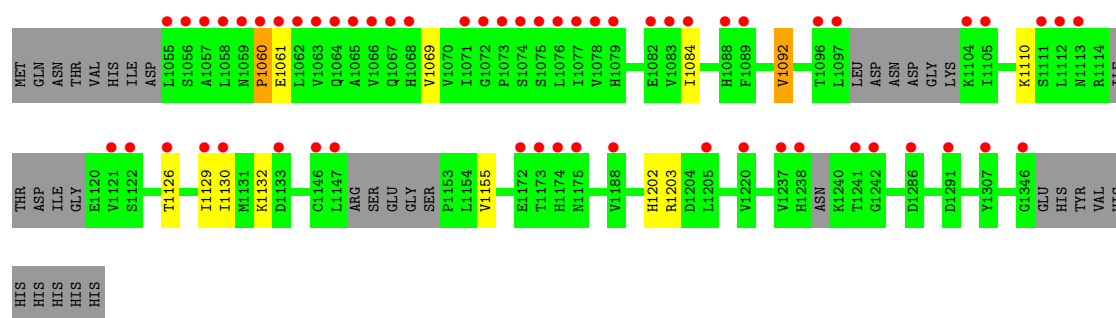 MET GLN ASN THR VAL HIS ILE ASP L1055 S1056 A1057 L1058 N1059 P1060 E1061 L1062 V1063 Q1064 A1065 V1066 Q1067 H1068 V1069 V1070 I1071 G1072 P1073 S1074 S1075 L1076 I1077 V1078 H1079 E1082 V1083 I1084 H1088 F1089 V1092 T1096 L1097 LEU ASP ASN ASP GLY LYS K1104 I1105 K1110 S1111 L1112 N1113 R1114 ILE
THR ASP ILE GLY E1120 V1121 S1122 T1126 I1129 I1130 M1131 K1132 D1133 C1146 L1147 ARG SER GLU GLY SER P1153 L1154 V1155 E1172 T1173 H1174 N1175 V1188 H1202 R1203 D1204 L1205 V1220 V1237 H1238 ASN K1240 T1241 G1242 D1286 D1291 Y1307 G1346 GLU HIS TYR VAL HIS
HIS HIS HIS HIS HIS